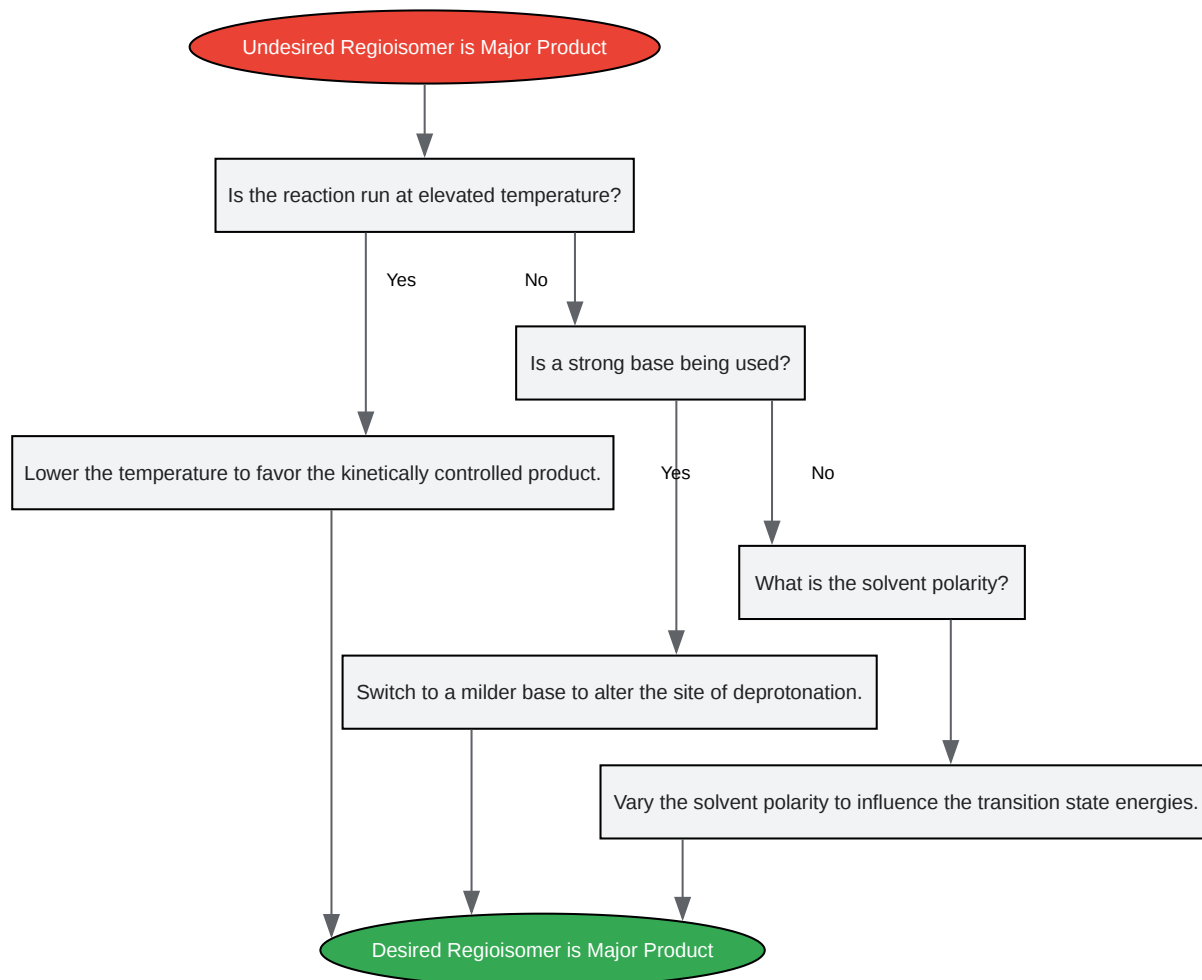 Undesired Regioisomer is Major Product
Is the reaction run at elevated temperature?
Yes
No
Is a strong base being used?
Lower the temperature to favor the kinetically controlled product.
Yes
No
What is the solvent polarity?
Switch to a milder base to alter the site of deprotonation.
Vary the solvent polarity to influence the transition state energies.
Desired Regioisomer is Major Product